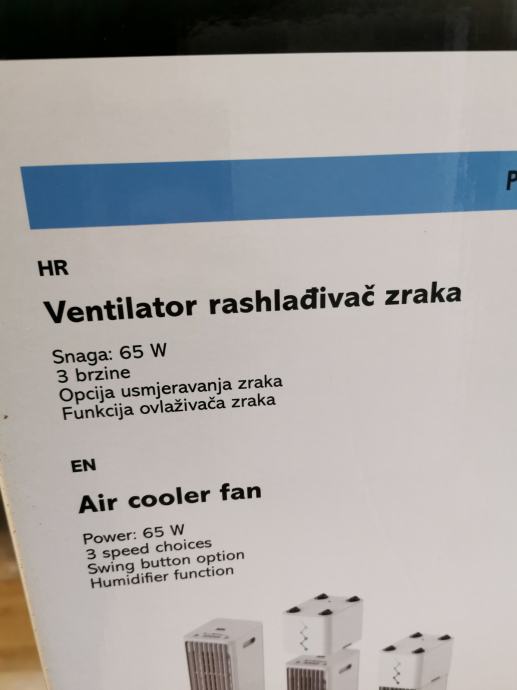 HR
Ventilator rashlađivač zraka
Snaga: 65 W
3 brzine
Opcija usmjeravanja zraka
Funkcija ovlaživača zraka
EN
Air cooler fan
Power: 65 W
3 speed choices
Swing button option
Humidifier function